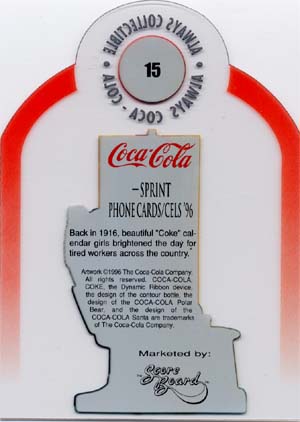 ALWAYS COLLECTIBLE •
15
• ALWAYS COCA-COLA
Coca-Cola
–SPRINT
PHONE CARDS/CELS '96
Back in 1916, beautiful "Coke" cal-
endar girls brightened the day for
tired workers across the country.
Artwork ©1996 The Coca-Cola Company.
All rights reserved. COCA-COLA,
COKE, the Dynamic Ribbon device,
the design of the contour bottle, the
design of the COCA-COLA Polar
Bear, and the design of the
COCA-COLA Santa are trademarks
of The Coca-Cola Company.
Marketed by:
Score
Board